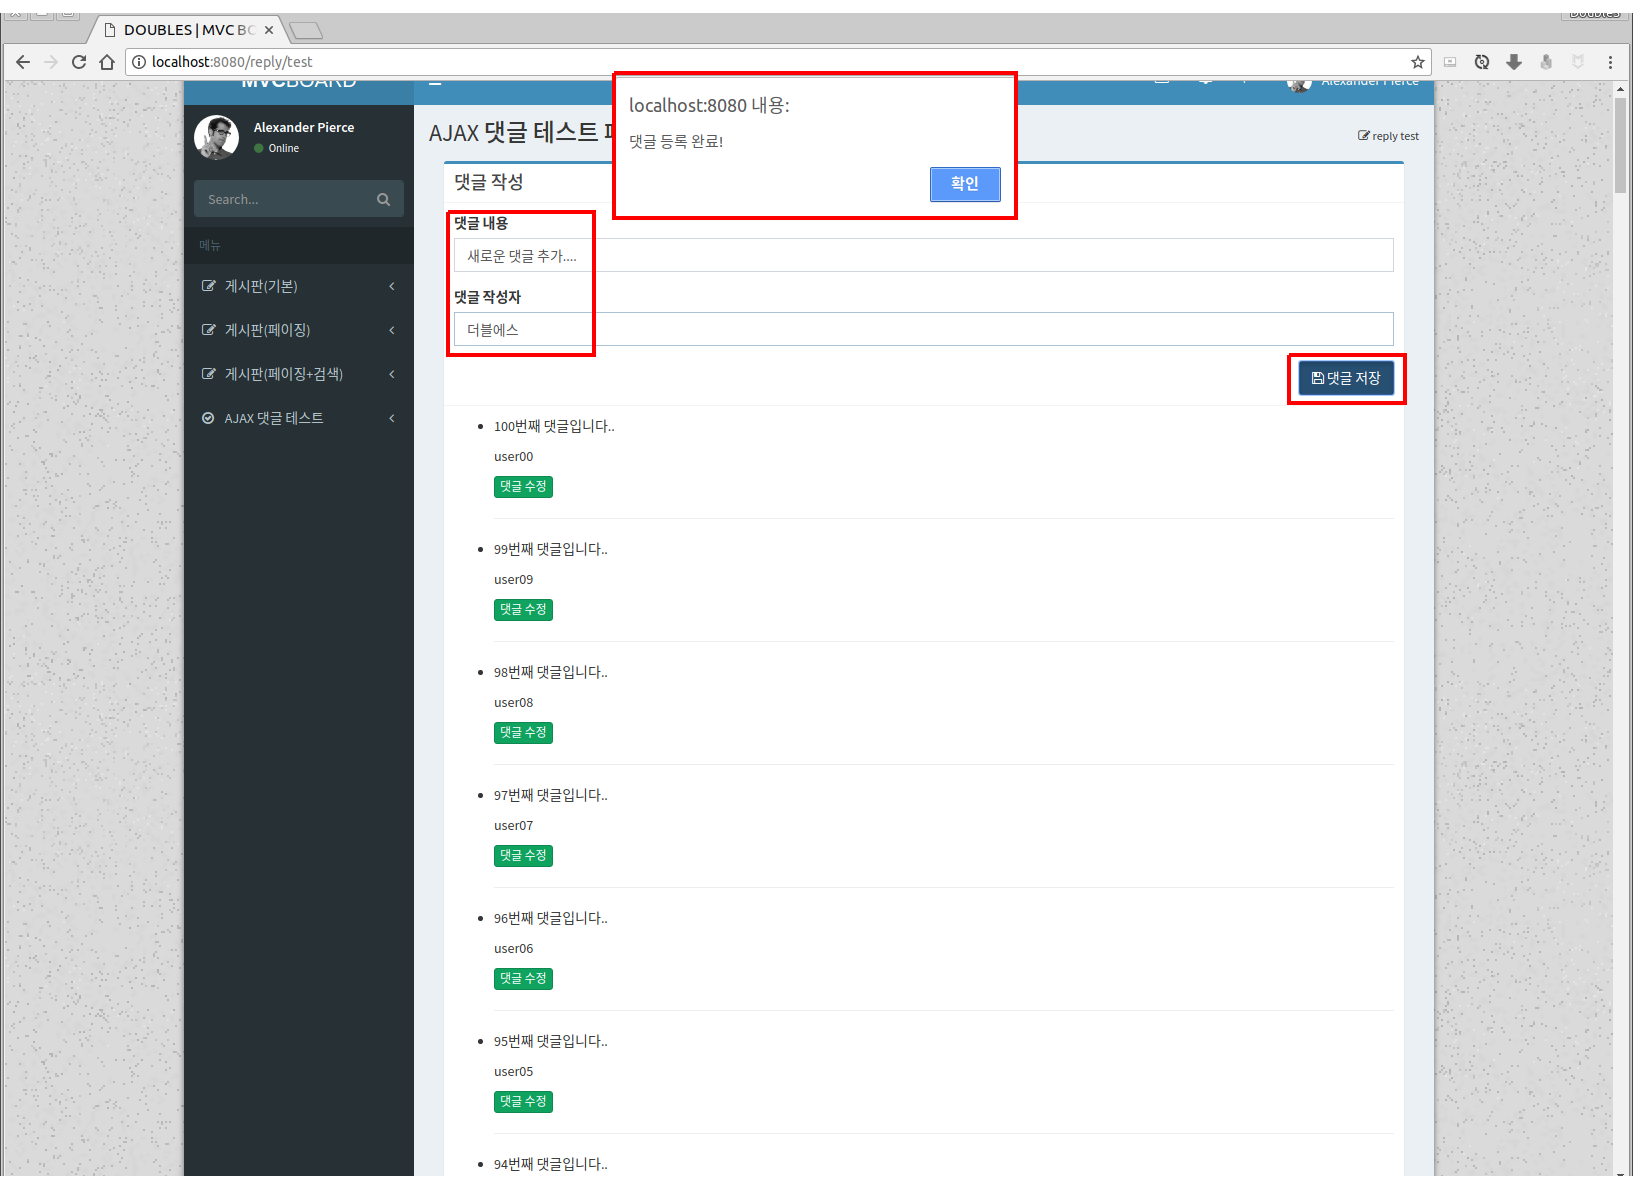 DOUBLES | MVC BO
localhost:8080/reply/test
MVCBOARD
Alexander Pierce
Alexander Pierce
Online
Search...
메뉴
게시판(기본)
게시판(페이징)
게시판(페이징+검색)
AJAX 댓글 테스트
AJAX 댓글 테스트
reply test
localhost:8080 내용:
댓글 등록 완료!
확인
댓글 작성
댓글 내용
새로운 댓글 추가....
댓글 작성자
더블에스
댓글 저장
100번째 댓글입니다..
user00
댓글 수정
99번째 댓글입니다..
user09
댓글 수정
98번째 댓글입니다..
user08
댓글 수정
97번째 댓글입니다..
user07
댓글 수정
96번째 댓글입니다..
user06
댓글 수정
95번째 댓글입니다..
user05
댓글 수정
94번째 댓글입니다..